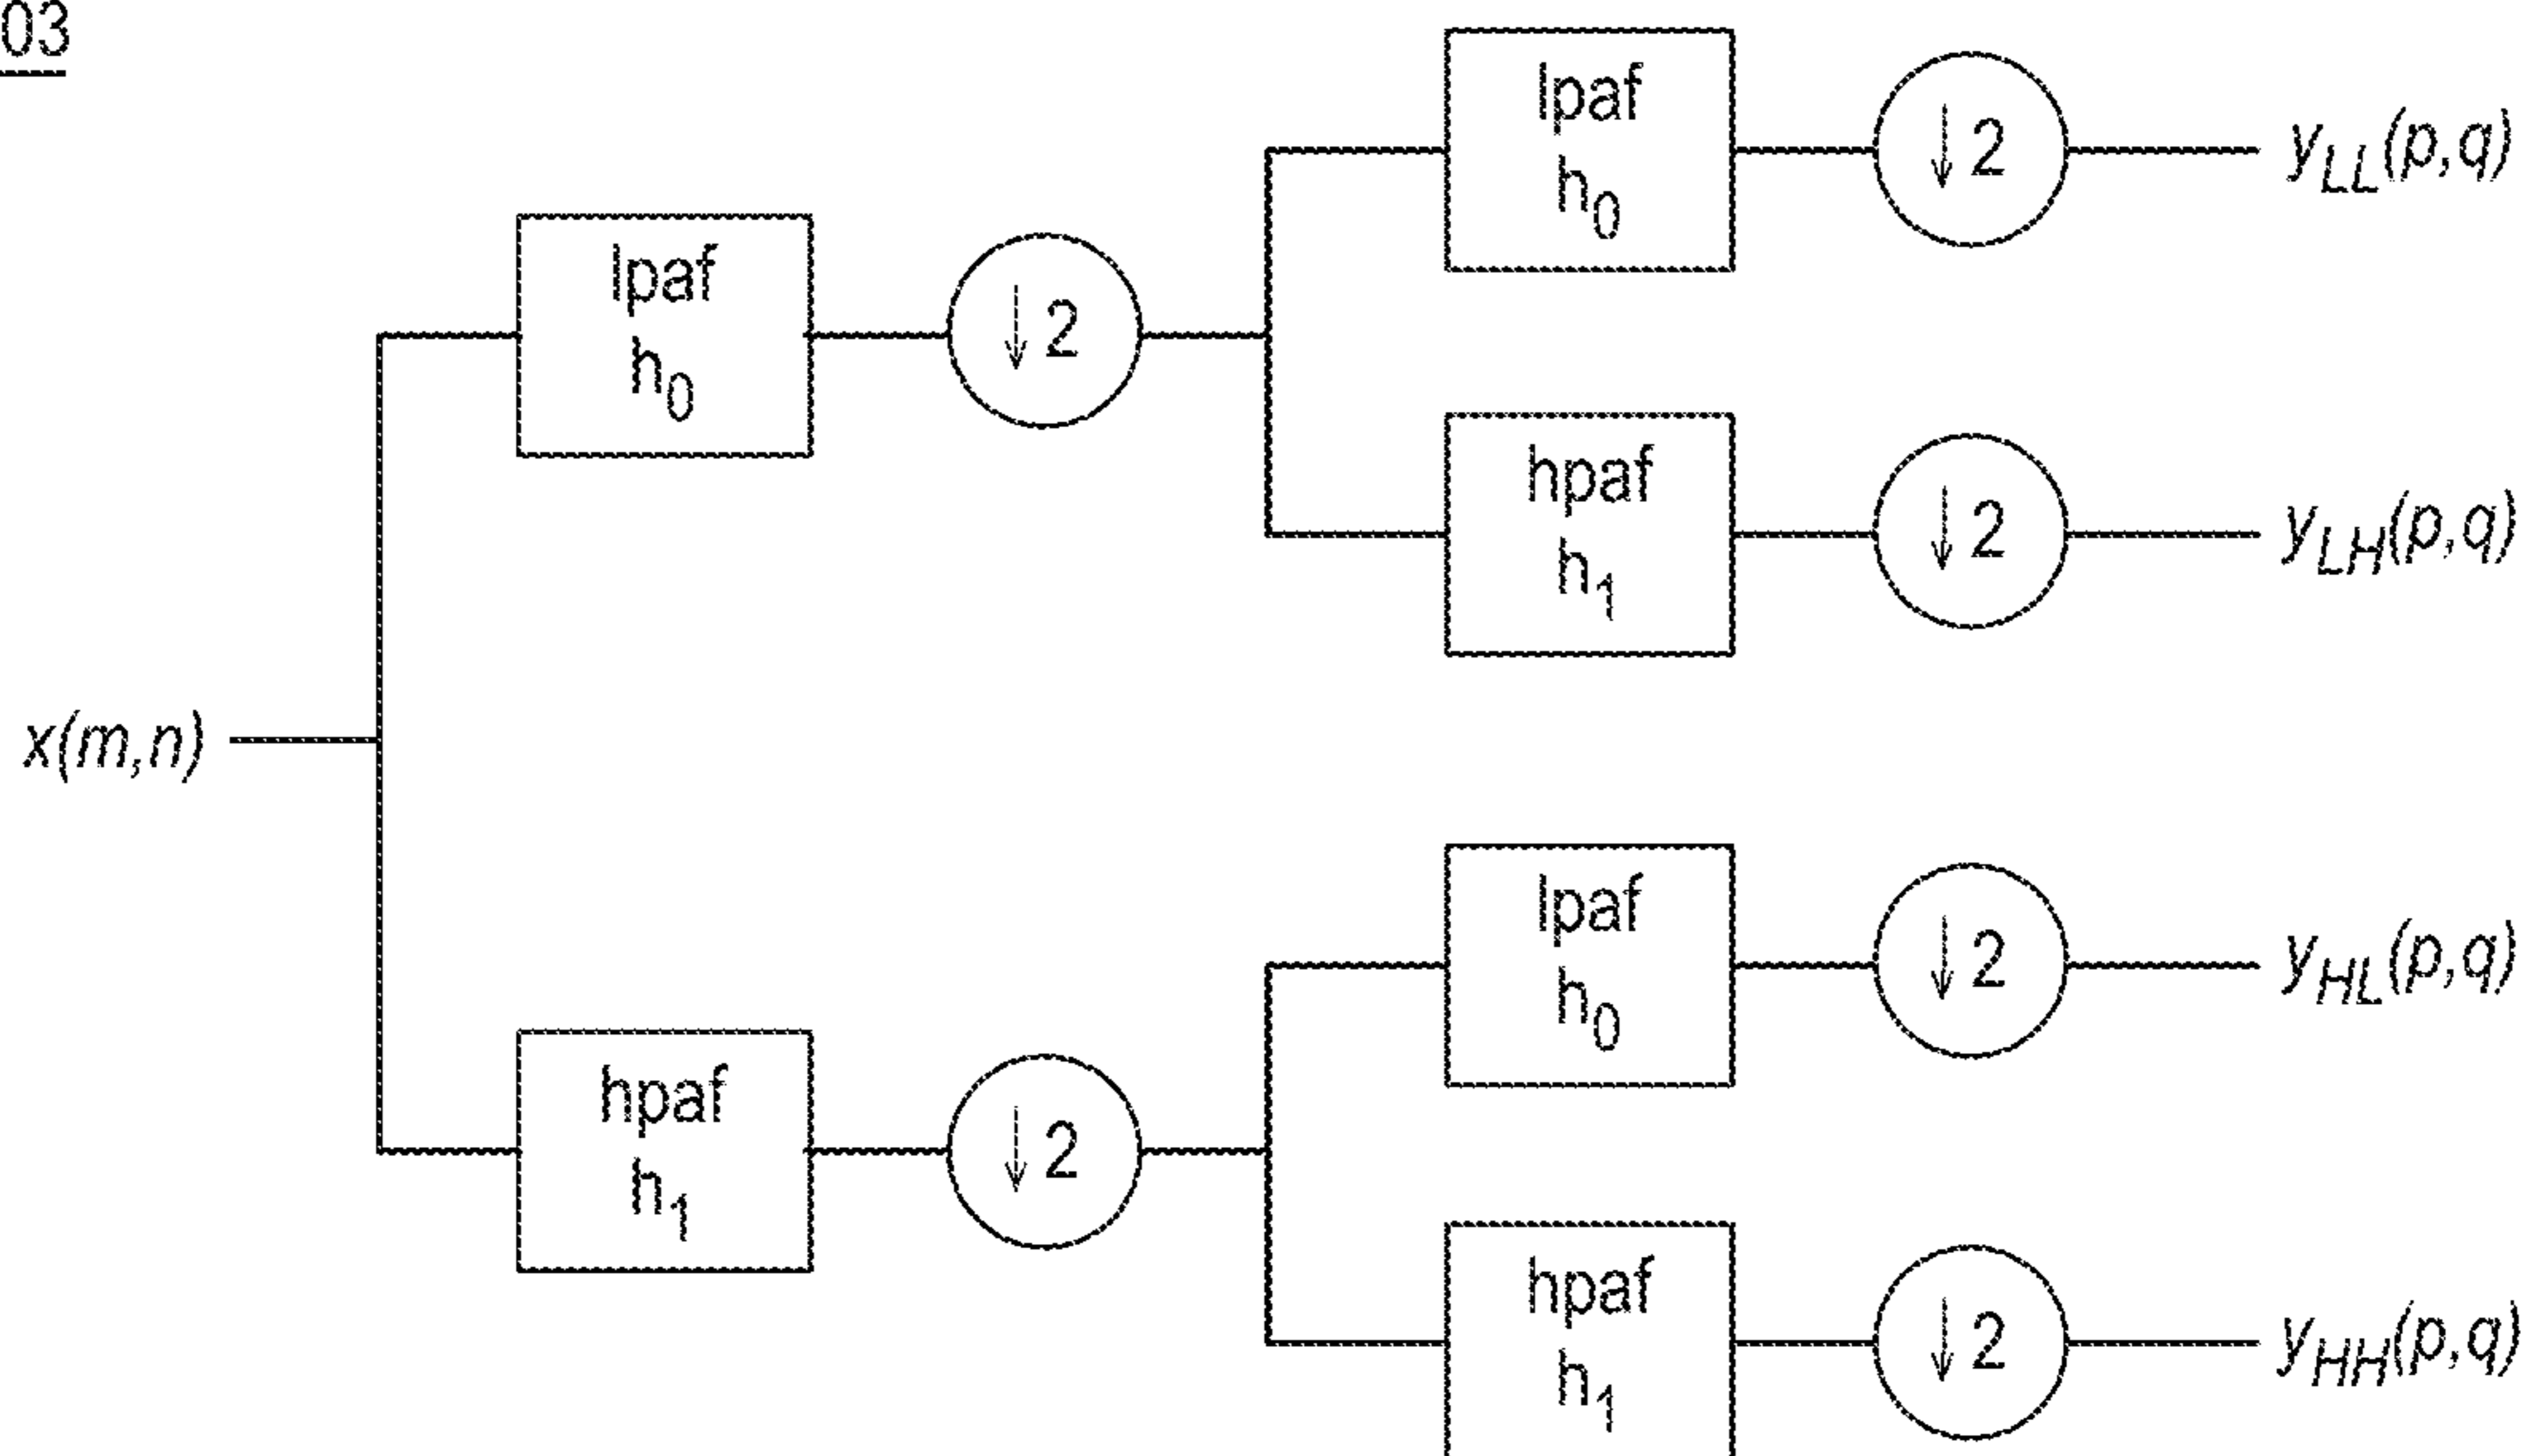 03
lpaf
h0
↓2
lpaf
h0
↓2
yLL(p,q)
hpaf
h1
↓2
yLH(p,q)
x(m,n)
hpaf
h1
↓2
lpaf
h0
↓2
yHL(p,q)
hpaf
h1
↓2
yHH(p,q)